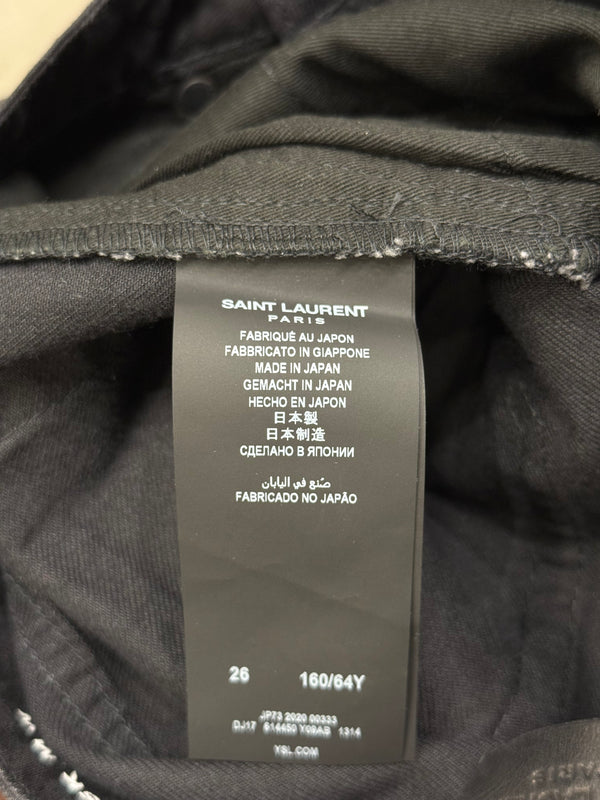 SAINT LAURENT
PARIS
FABRIQUÉ AU JAPON
FABBRICATO IN GIAPPONE
MADE IN JAPAN
GEMACHT IN JAPAN
HECHO EN JAPON
日本製
日本制造
СДЕЛАНО В ЯПОНИИ
صنع في اليابان
FABRICADO NO JAPÃO
26 160/64Y
JP73 2020 00333
DJ17 614450 Y09AB 1314
YSL.COM